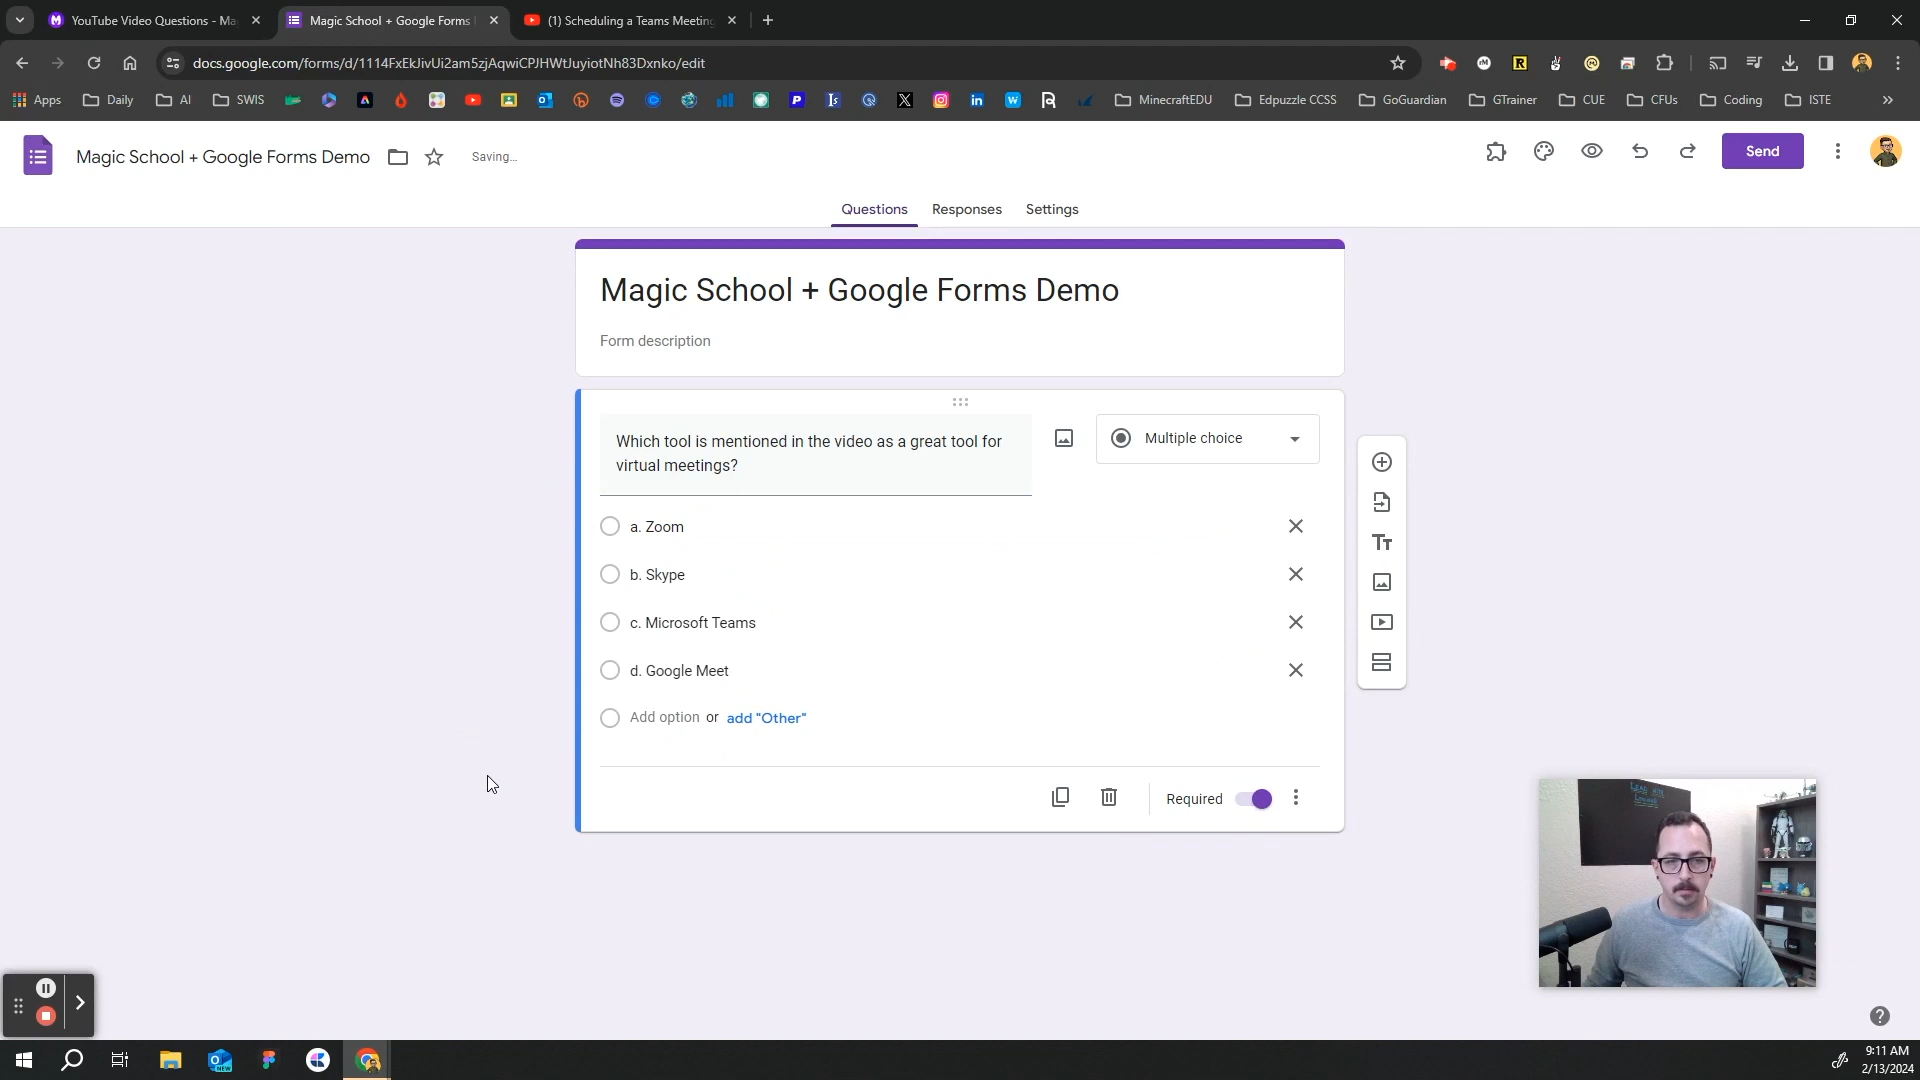 YouTube Video Questions - Ma
Magic School + Google Forms
(1) Scheduling a Teams Meeting
docs.google.com/forms/d/1114FxEkJivUi2am5zjAqwiCPJHWtJuyiotNh83Dxnko/edit
Apps
Daily
AI
SWIS
MinecraftEDU
Edpuzzle CCSS
GoGuardian
GTrainer
CUE
CFUs
Coding
ISTE
Magic School + Google Forms Demo
Saving...
Send
Questions
Responses
Settings
Magic School + Google Forms Demo
Form description
Which tool is mentioned in the video as a great tool for
virtual meetings?
Multiple choice
a. Zoom
b. Skype
c. Microsoft Teams
d. Google Meet
Add option or add "Other"
Required
9:11 AM
2/13/2024